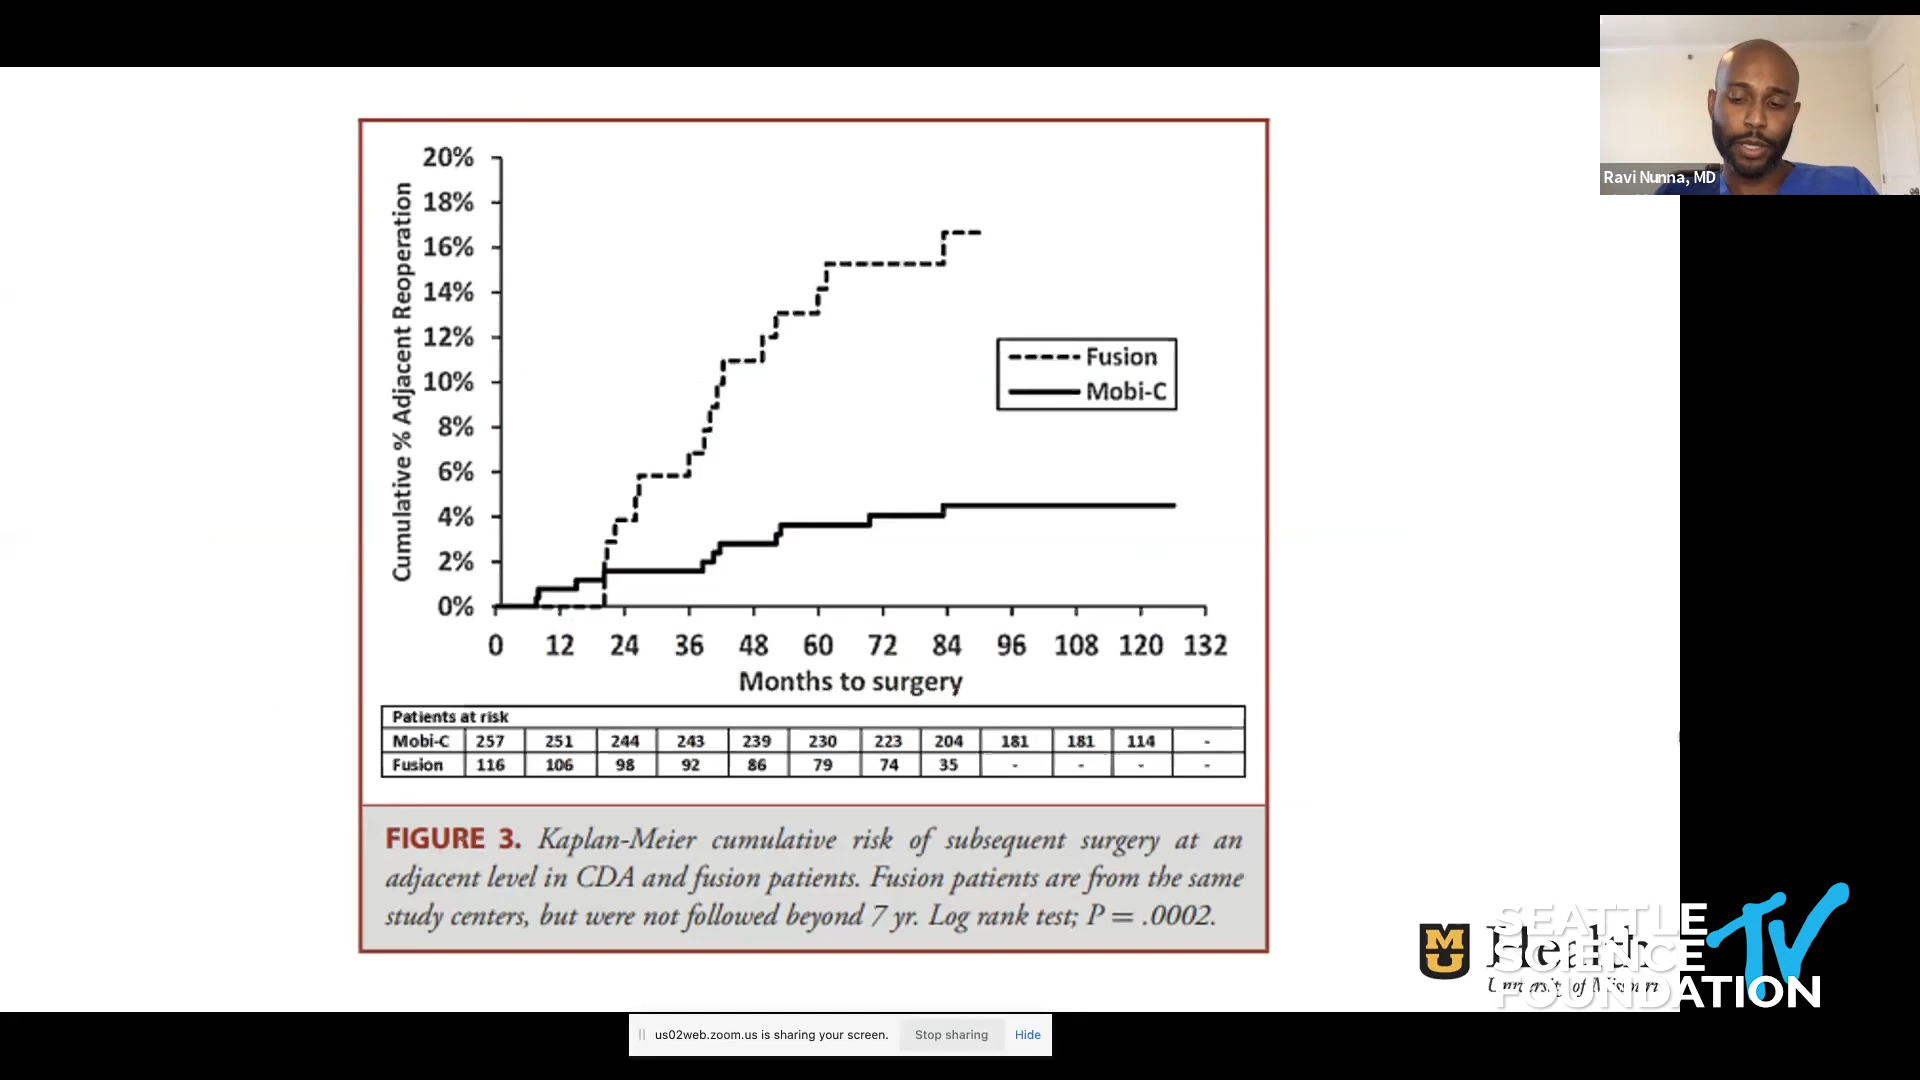 Ravi Nunna, MD
20%
18%
16%
14%
12%
10%
8%
6%
4%
2%
0%
Cumulative % Adjacent Reoperation
Fusion
Mobi-C
0 12 24 36 48 60 72 84 96 108 120 132
Months to surgery
Patients at risk
Mobi-C 257 251 244 243 239 230 223 204 181 181 114 -
Fusion 116 106 98 92 86 79 74 35 - - - -
FIGURE 3. Kaplan-Meier cumulative risk of subsequent surgery at an
adjacent level in CDA and fusion patients. Fusion patients are from the same
study centers, but were not followed beyond 7 yr. Log rank test; P = .0002.
MU Health
University of Missouri
SEATTLE
SCIENCE
FOUNDATION
TV
us02web.zoom.us is sharing your screen. Stop sharing Hide